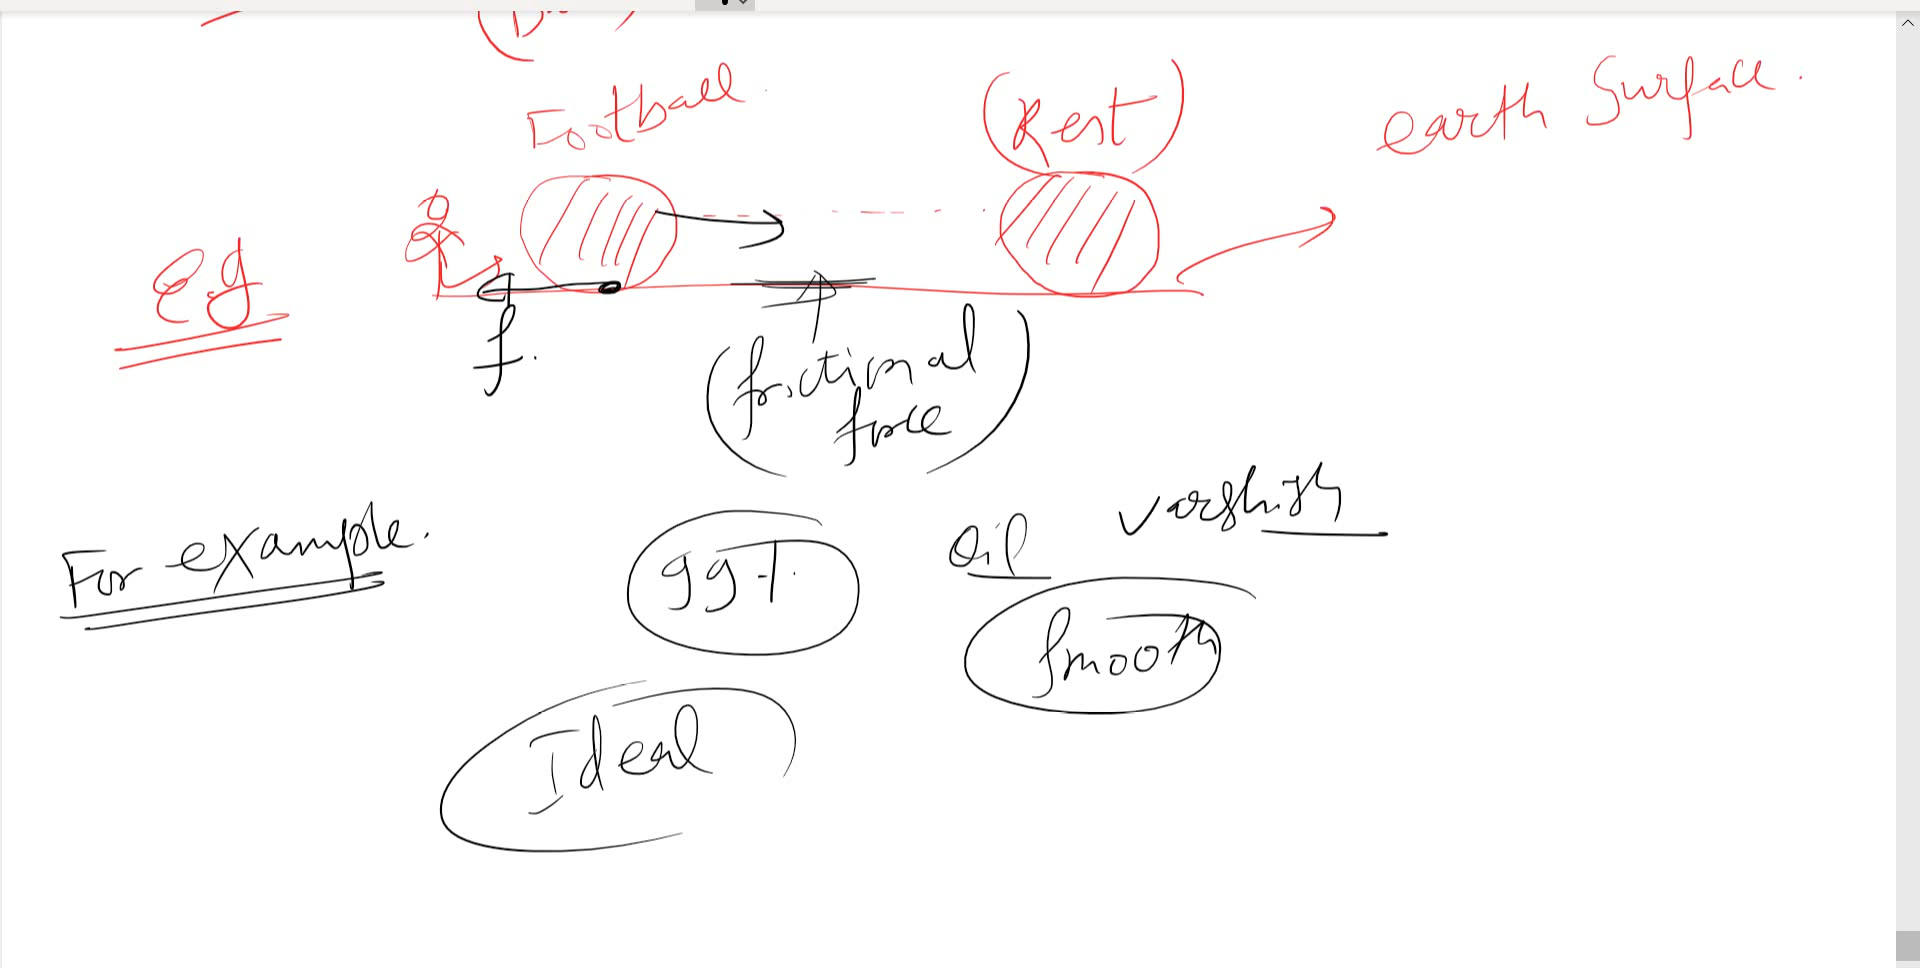 Football
(Rest)
earth Surface.
E.g
f.
(frictional
force)
For example.
99%.
oil
Smooth
Ideal